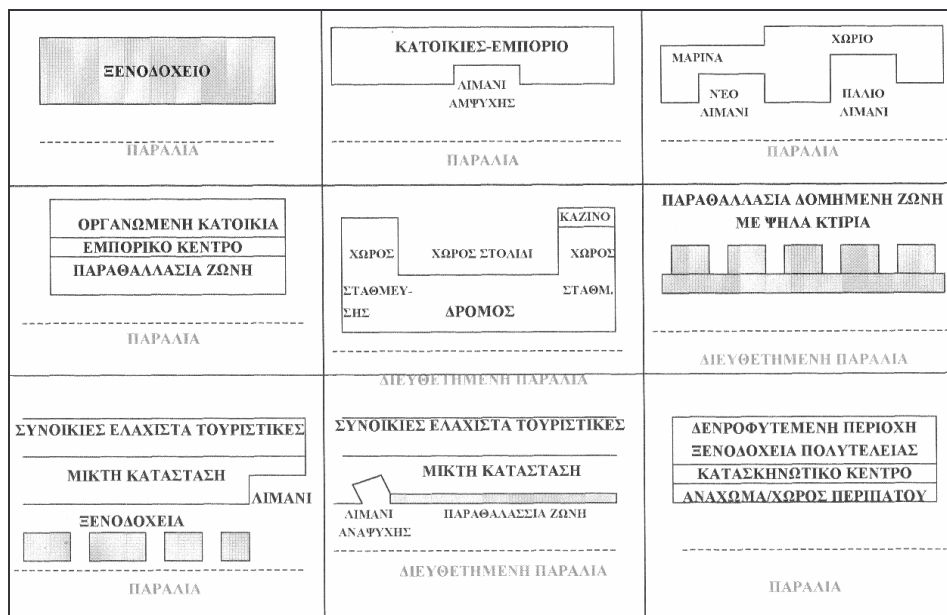 ΞΕΝΟΔΟΧΕΙΟ
ΠΑΡΑΛΙΑ
ΚΑΤΟΙΚΙΕΣ-ΕΜΠΟΡΙΟ
ΛΙΜΑΝΙ
ΑΜΨΥΧΗΣ
ΠΑΡΑΛΙΑ
ΧΩΡΙΟ
ΜΑΡΙΝΑ
ΝΈΟ
ΛΙΜΑΝΙ
ΠΑΛΙΟ
ΛΙΜΑΝΙ
ΠΑΡΑΛΙΑ
ΟΡΓΑΝΩΜΕΝΗ ΚΑΤΟΙΚΙΑ
ΕΜΠΟΡΙΚΟ ΚΕΝΤΡΟ
ΠΑΡΑΘΑΛΑΣΣΙΑ ΖΩΝΗ
ΠΑΡΑΛΙΑ
ΚΑΖΙΝΟ
ΧΩΡΟΣ
ΧΩΡΟΣ ΣΤΟΛΙΔΙ
ΧΩΡΟΣ
ΣΤΑΘΜΕΥ-
ΣΗΣ
ΣΤΑΘΜ.
ΔΡΟΜΟΣ
ΔΙΕΥΘΕΤΗΜΕΝΗ ΠΑΡΑΛΙΑ
ΠΑΡΑΘΑΛΛΑΣΙΑ ΔΟΜΗΜΕΝΗ ΖΩΝΗ
ΜΕ ΨΗΛΑ ΚΤΙΡΙΑ
ΔΙΕΥΘΕΤΗΜΕΝΗ ΠΑΡΑΛΙΑ
ΣΥΝΟΙΚΙΕΣ ΕΛΑΧΙΣΤΑ ΤΟΥΡΙΣΤΙΚΕΣ
ΜΙΚΤΗ ΚΑΤΑΣΤΑΣΗ
ΛΙΜΑΝΙ
ΞΕΝΟΔΟΧΕΙΑ
ΠΑΡΑΛΙΑ
ΣΥΝΟΙΚΙΕΣ ΕΛΑΧΙΣΤΑ ΤΟΥΡΙΣΤΙΚΕΣ
ΜΙΚΤΗ ΚΑΤΑΣΤΑΣΗ
ΛΙΜΑΝΙ
ΑΝΑΨΥΧΗΣ
ΠΑΡΑΘΑΛΑΣΣΙΑ ΖΩΝΗ
ΔΙΕΥΘΕΤΗΜΕΝΗ ΠΑΡΑΛΙΑ
ΔΕΝΡΟΦΥΤΕΜΕΝΗ ΠΕΡΙΟΧΗ
ΞΕΝΟΔΟΧΕΙΑ ΠΟΛΥΤΕΛΕΙΑΣ
ΚΑΤΑΣΚΗΝΩΤΙΚΟ ΚΕΝΤΡΟ
ΑΝΑΧΩΜΑ/ΧΩΡΟΣ ΠΕΡΙΠΑΤΟΥ
ΠΑΡΑΛΙΑ